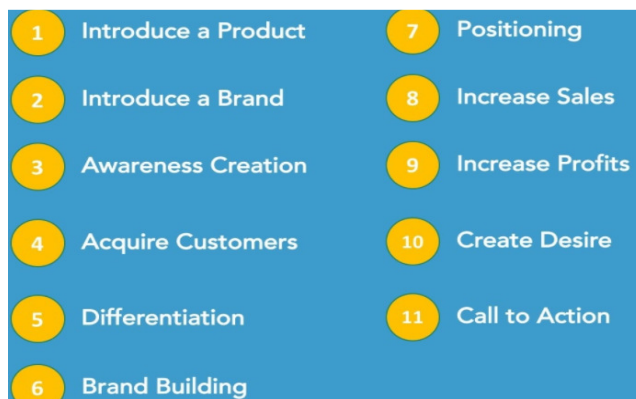 1 Introduce a Product
2 Introduce a Brand
3 Awareness Creation
4 Acquire Customers
5 Differentiation
6 Brand Building
7 Positioning
8 Increase Sales
9 Increase Profits
10 Create Desire
11 Call to Action